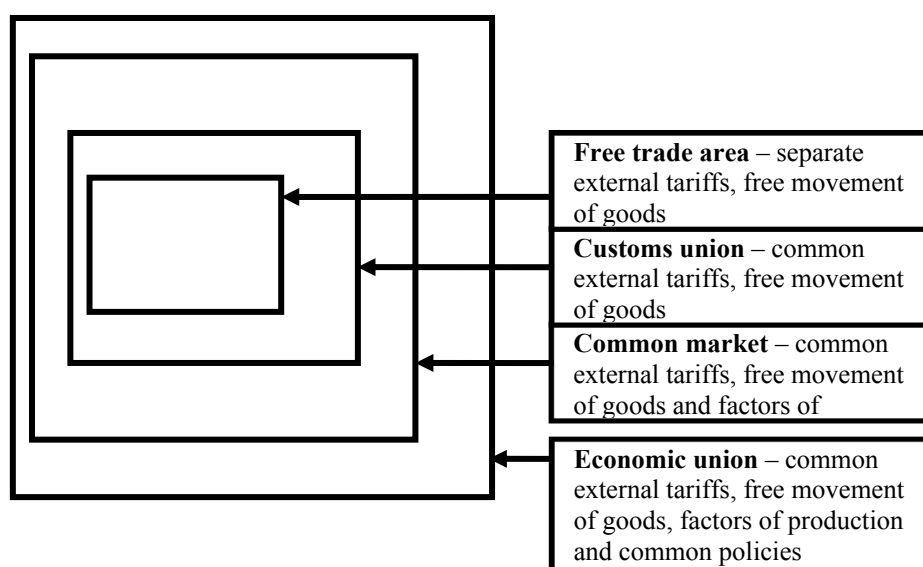 Free trade area – separate
external tariffs, free movement
of goods
Customs union – common
external tariffs, free movement
of goods
Common market – common
external tariffs, free movement
of goods and factors of
Economic union – common
external tariffs, free movement
of goods, factors of production
and common policies